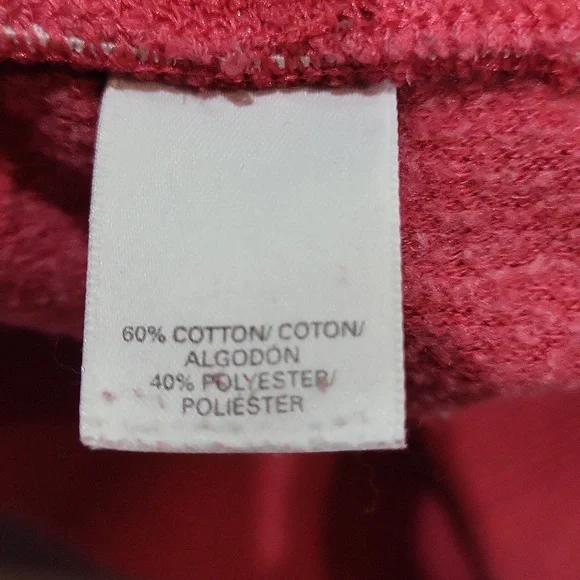 60% COTTON/ COTON/
ALGODÓN
40% POLYESTER/
POLIÉSTER